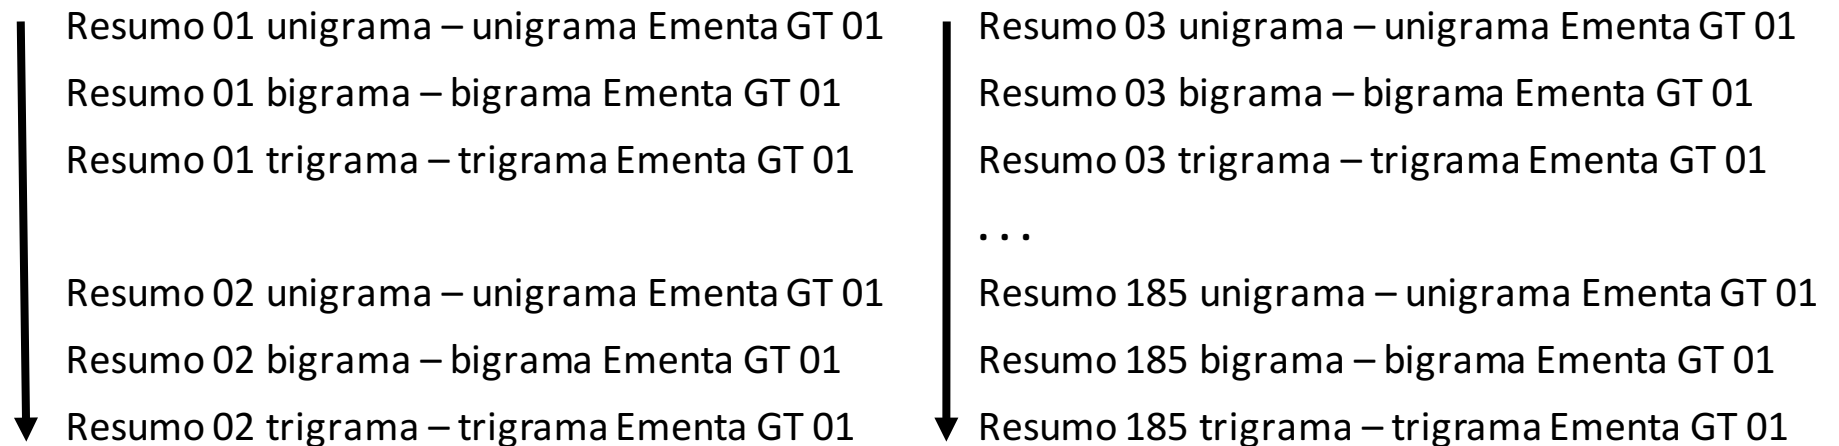 Resumo 01 unigrama – unigrama Ementa GT 01
Resumo 01 bigrama – bigrama Ementa GT 01
Resumo 01 trigrama – trigrama Ementa GT 01
Resumo 02 unigrama – unigrama Ementa GT 01
Resumo 02 bigrama – bigrama Ementa GT 01
Resumo 02 trigrama – trigrama Ementa GT 01
Resumo 03 unigrama – unigrama Ementa GT 01
Resumo 03 bigrama – bigrama Ementa GT 01
Resumo 03 trigrama – trigrama Ementa GT 01
. . .
Resumo 185 unigrama – unigrama Ementa GT 01
Resumo 185 bigrama – bigrama Ementa GT 01
Resumo 185 trigrama – trigrama Ementa GT 01